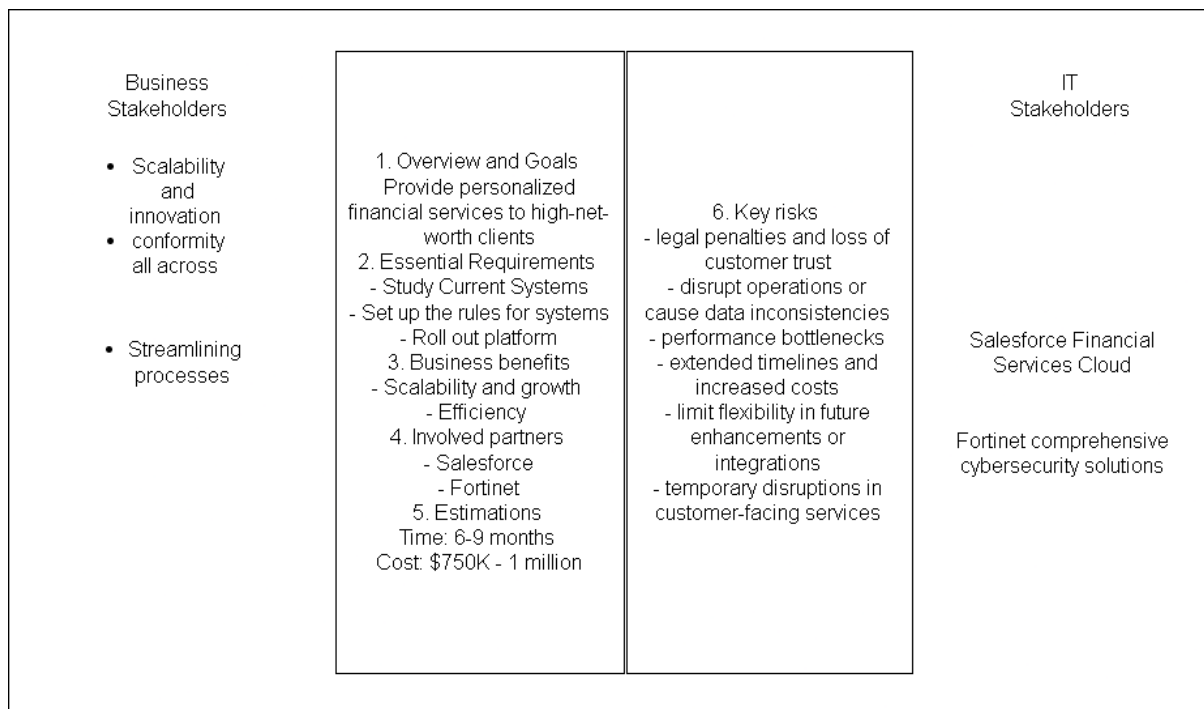 Business
Stakeholders
• Scalability
and
innovation
• conformity
all across
• Streamlining
processes
1. Overview and Goals
Provide personalized
financial services to high-net-
worth clients
2. Essential Requirements
- Study Current Systems
- Set up the rules for systems
- Roll out platform
3. Business benefits
- Scalability and growth
- Efficiency
4. Involved partners
- Salesforce
- Fortinet
5. Estimations
Time: 6-9 months
Cost: $750K - 1 million
6. Key risks
- legal penalties and loss of
customer trust
- disrupt operations or
cause data inconsistencies
- performance bottlenecks
- extended timelines and
increased costs
- limit flexibility in future
enhancements or
integrations
- temporary disruptions in
customer-facing services
IT
Stakeholders
Salesforce Financial
Services Cloud
Fortinet comprehensive
cybersecurity solutions